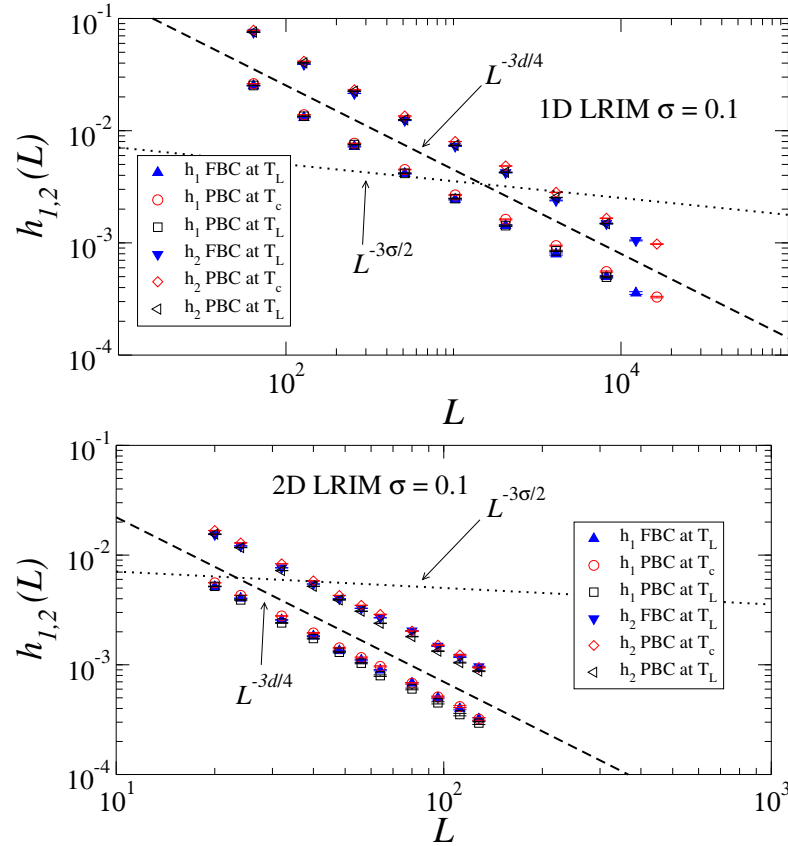 10^-1
10^-2
10^-3
10^-4
h_{1,2}(L)
L^{-3d/4}
1D LRIM σ = 0.1
L^{-3σ/2}
h_1 FBC at T_L
h_1 PBC at T_c
h_1 PBC at T_L
h_2 FBC at T_L
h_2 PBC at T_c
h_2 PBC at T_L
10^2
10^4
L
10^-1
10^-2
10^-3
10^-4
h_{1,2}(L)
2D LRIM σ = 0.1
L^{-3σ/2}
L^{-3d/4}
h_1 FBC at T_L
h_1 PBC at T_c
h_1 PBC at T_L
h_2 FBC at T_L
h_2 PBC at T_c
h_2 PBC at T_L
10^1
10^2
10^3
L